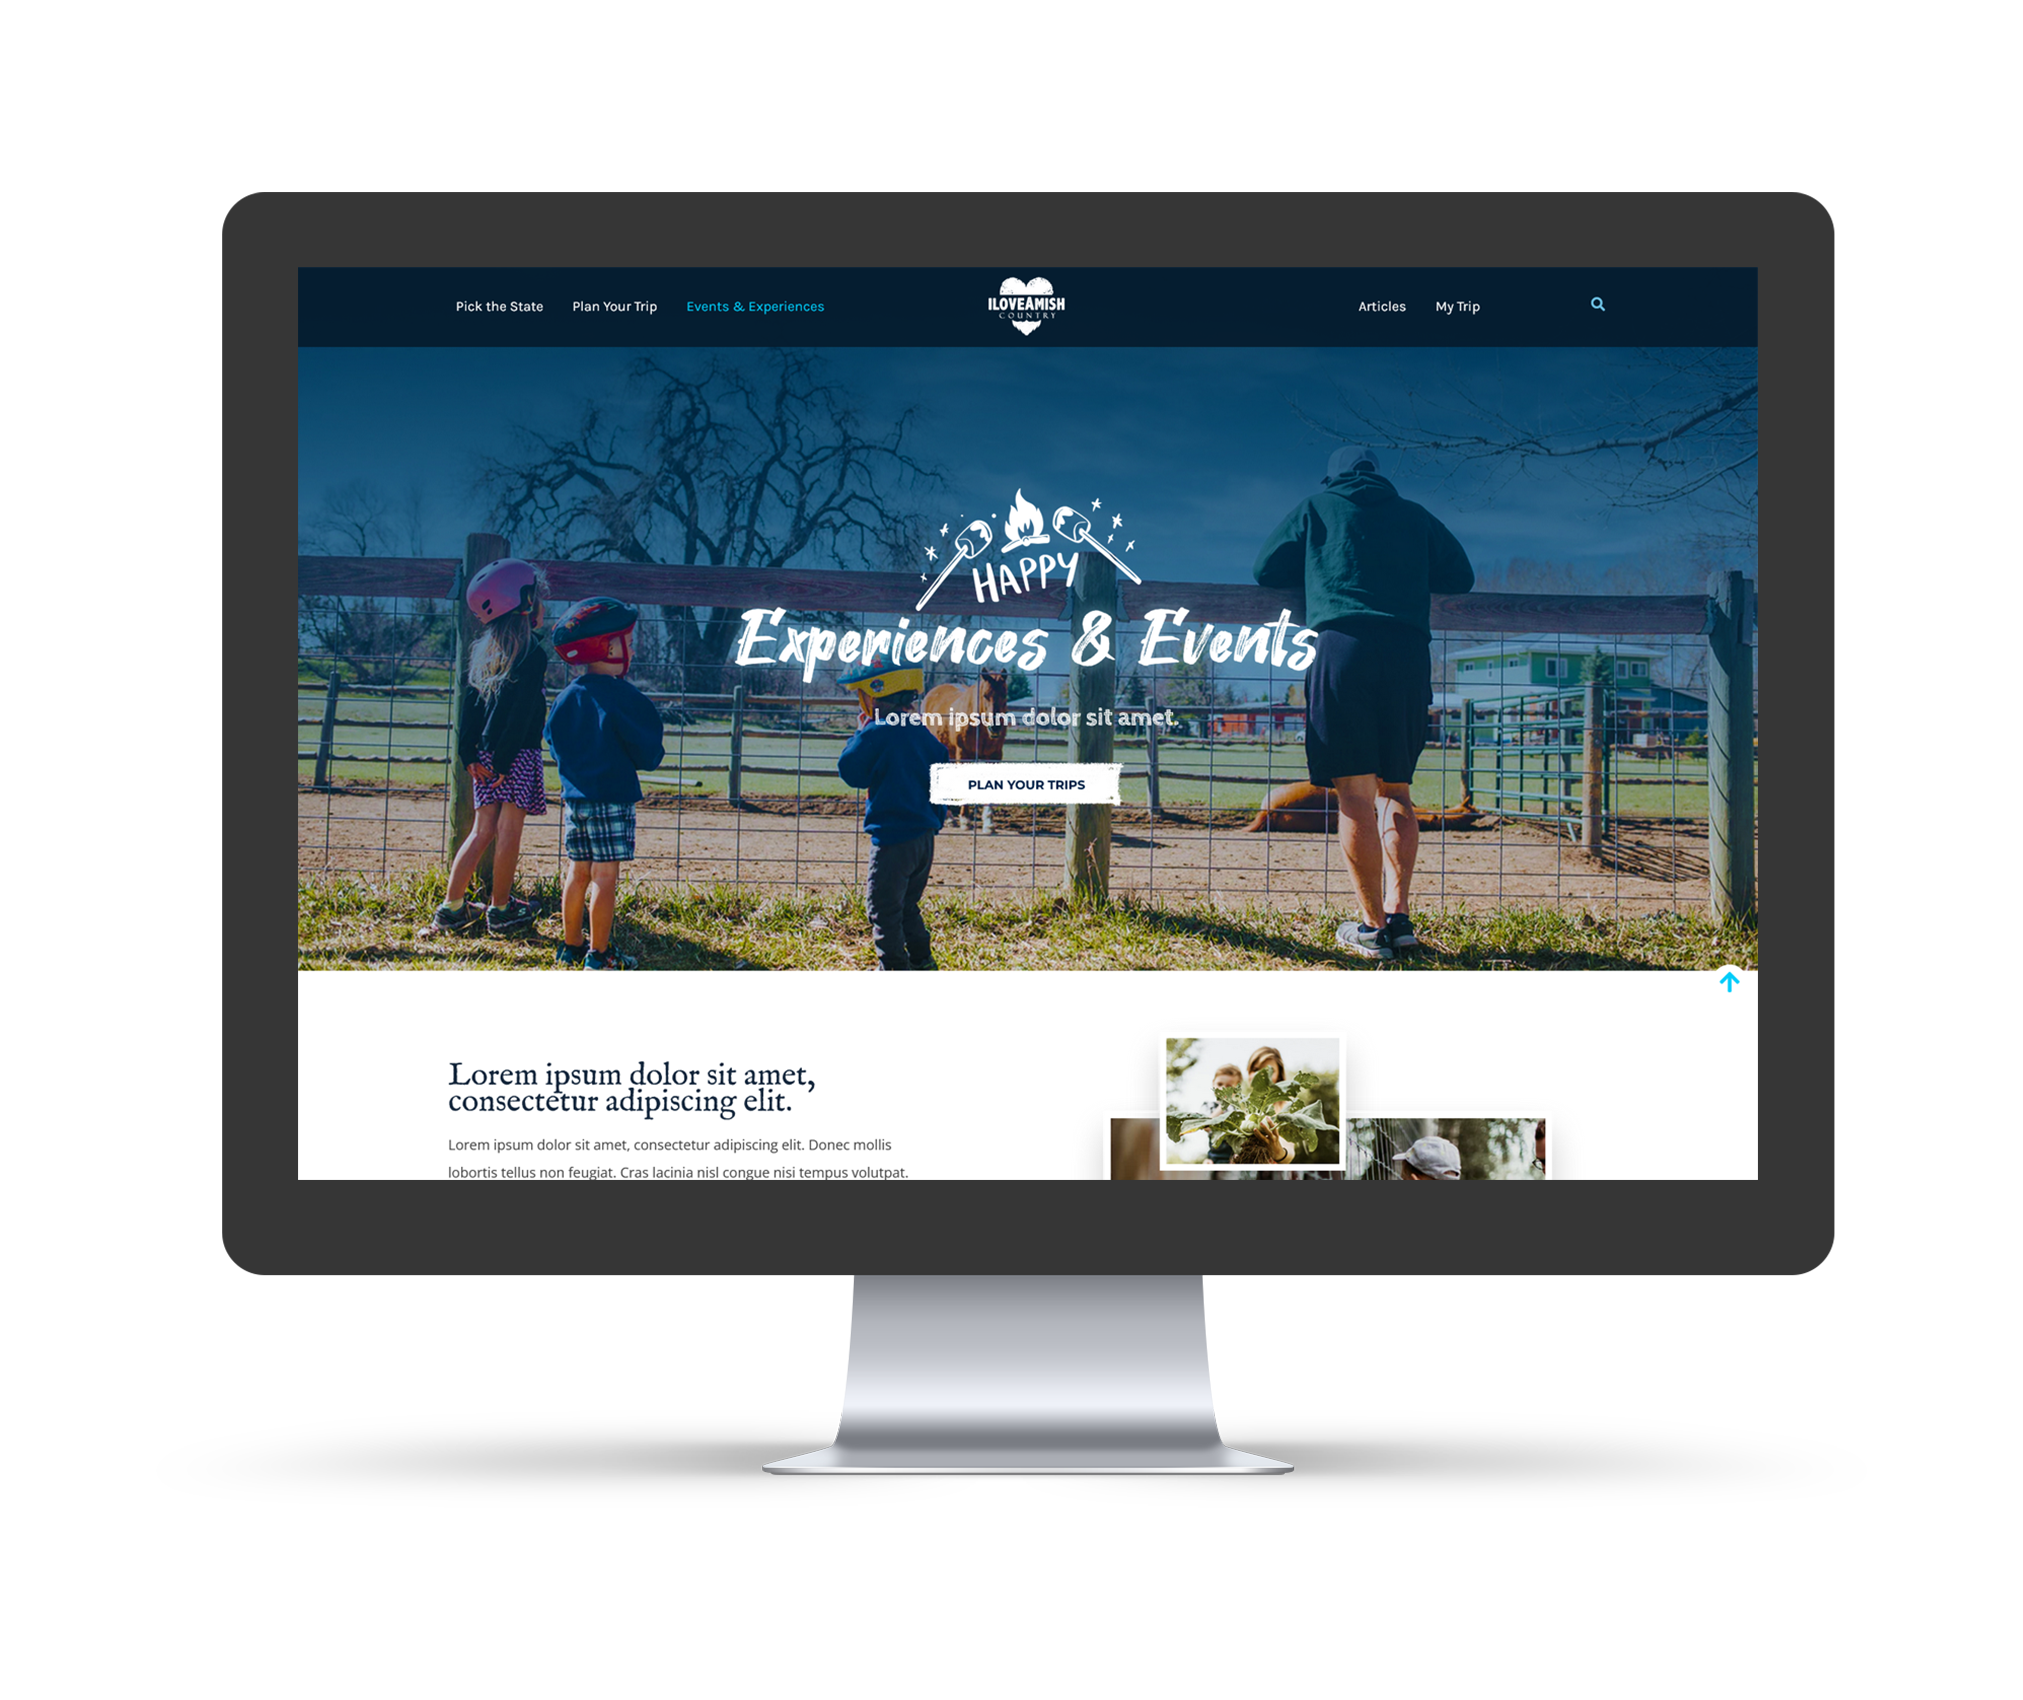 Pick the State Plan Your Trip Events & Experiences ILOVEAMISH Articles My Trip
COUNTRY
HAPPY
Experiences & Events
Lorem ipsum dolor sit amet.
PLAN YOUR TRIPS
Lorem ipsum dolor sit amet,
consectetur adipiscing elit.
Lorem ipsum dolor sit amet, consectetur adipiscing elit. Donec mollis
lobortis tellus non feugiat. Cras lacinia nisl congue nisi tempus volutpat.